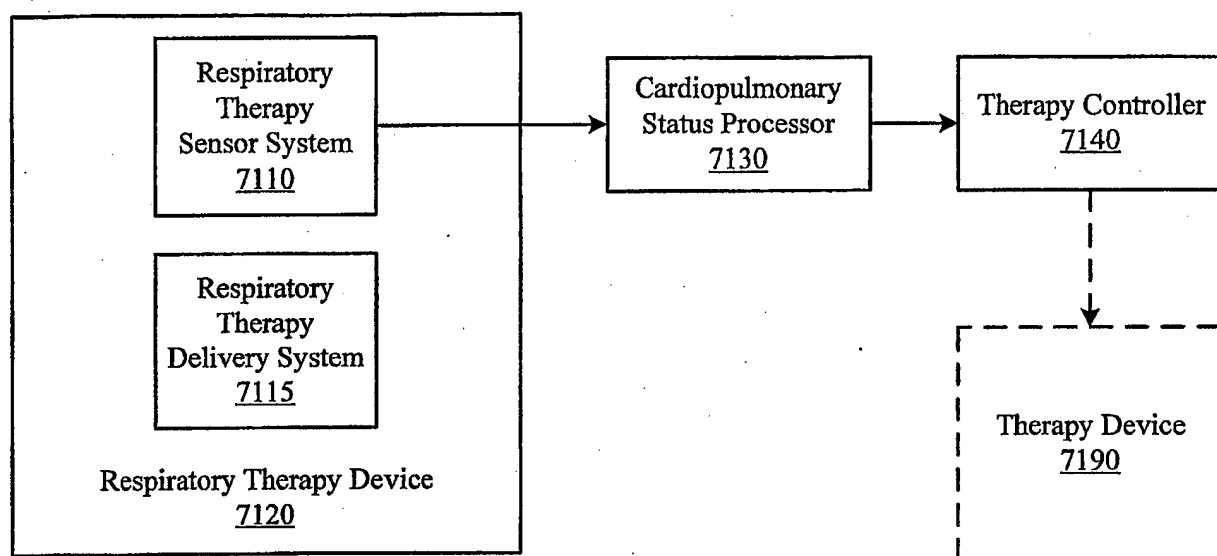 Respiratory
Therapy
Sensor System
7110
Respiratory
Therapy
Delivery System
7115
Respiratory Therapy Device
7120
Cardiopulmonary
Status Processor
7130
Therapy Controller
7140
Therapy Device
7190